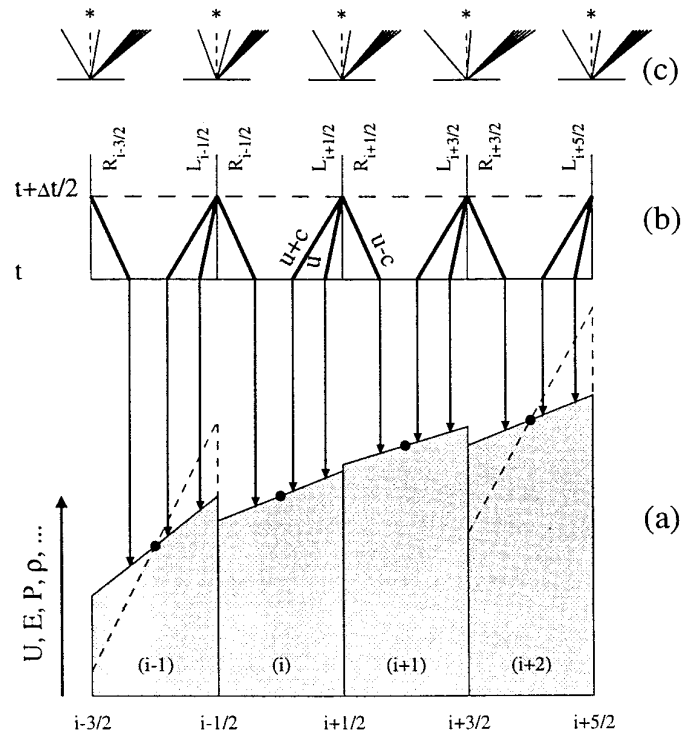 * * * * *
(c)
R_{i-3/2} L_{i-1/2} R_{i-1/2} L_{i+1/2} R_{i+1/2} L_{i+3/2} R_{i+3/2} L_{i+5/2}
t+Δt/2
(b)
u+c u u-c
t
(a)
U, E, P, ρ, ...
(i-1) (i) (i+1) (i+2)
i-3/2 i-1/2 i+1/2 i+3/2 i+5/2